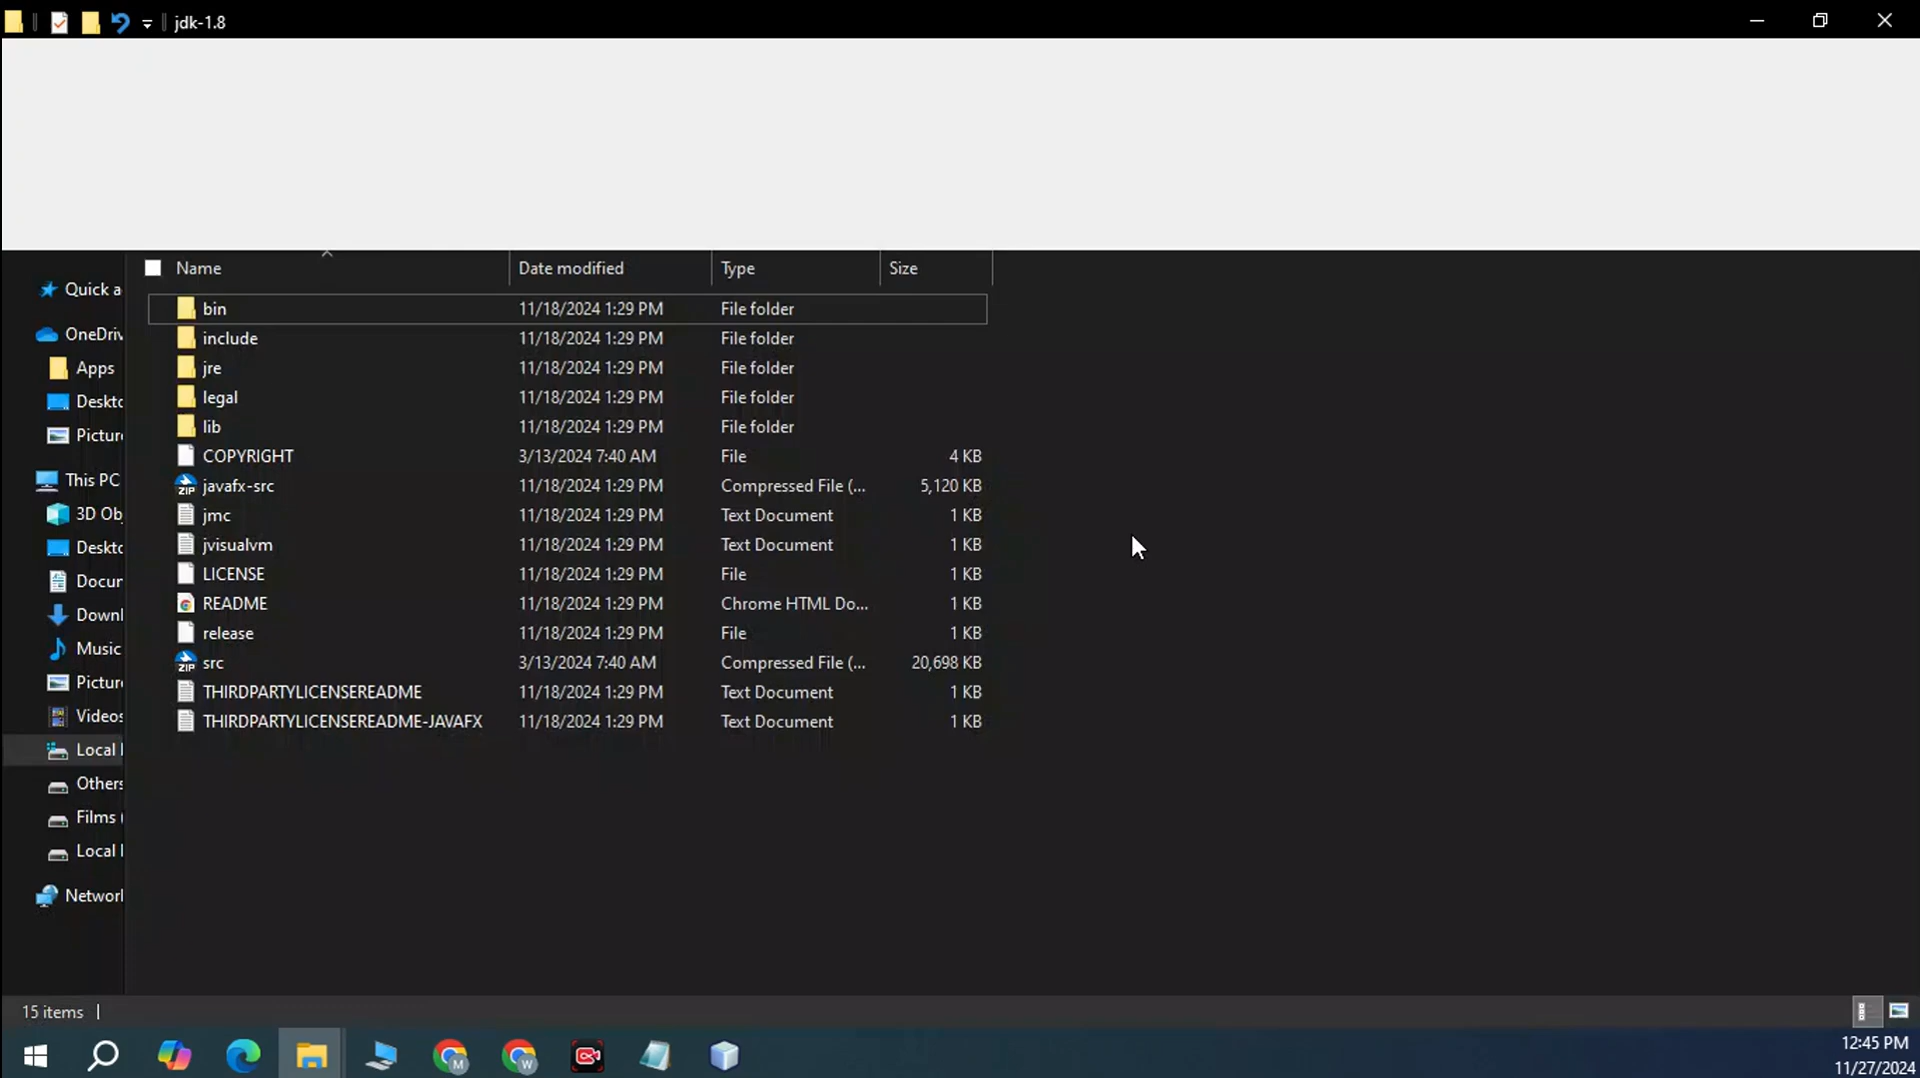 jdk-1.8
Name Date modified Type Size
bin 11/18/2024 1:29 PM File folder
include 11/18/2024 1:29 PM File folder
jre 11/18/2024 1:29 PM File folder
legal 11/18/2024 1:29 PM File folder
lib 11/18/2024 1:29 PM File folder
COPYRIGHT 3/13/2024 7:40 AM File 4 KB
ZIP javafx-src 11/18/2024 1:29 PM Compressed File (... 5,120 KB
jmc 11/18/2024 1:29 PM Text Document 1 KB
jvisualvm 11/18/2024 1:29 PM Text Document 1 KB
LICENSE 11/18/2024 1:29 PM File 1 KB
README 11/18/2024 1:29 PM Chrome HTML Do... 1 KB
release 11/18/2024 1:29 PM File 1 KB
ZIP src 3/13/2024 7:40 AM Compressed File (... 20,698 KB
THIRDPARTYLICENSEREADME 11/18/2024 1:29 PM Text Document 1 KB
THIRDPARTYLICENSEREADME-JAVAFX 11/18/2024 1:29 PM Text Document 1 KB
Quick a
OneDriv
Apps
Deskto
Picture
This PC
3D Ob
Deskto
Docur
Downl
Music
Picture
Videos
Local
Others
Films (
Local
Network
15 items
M
W
12:45 PM
11/27/2024